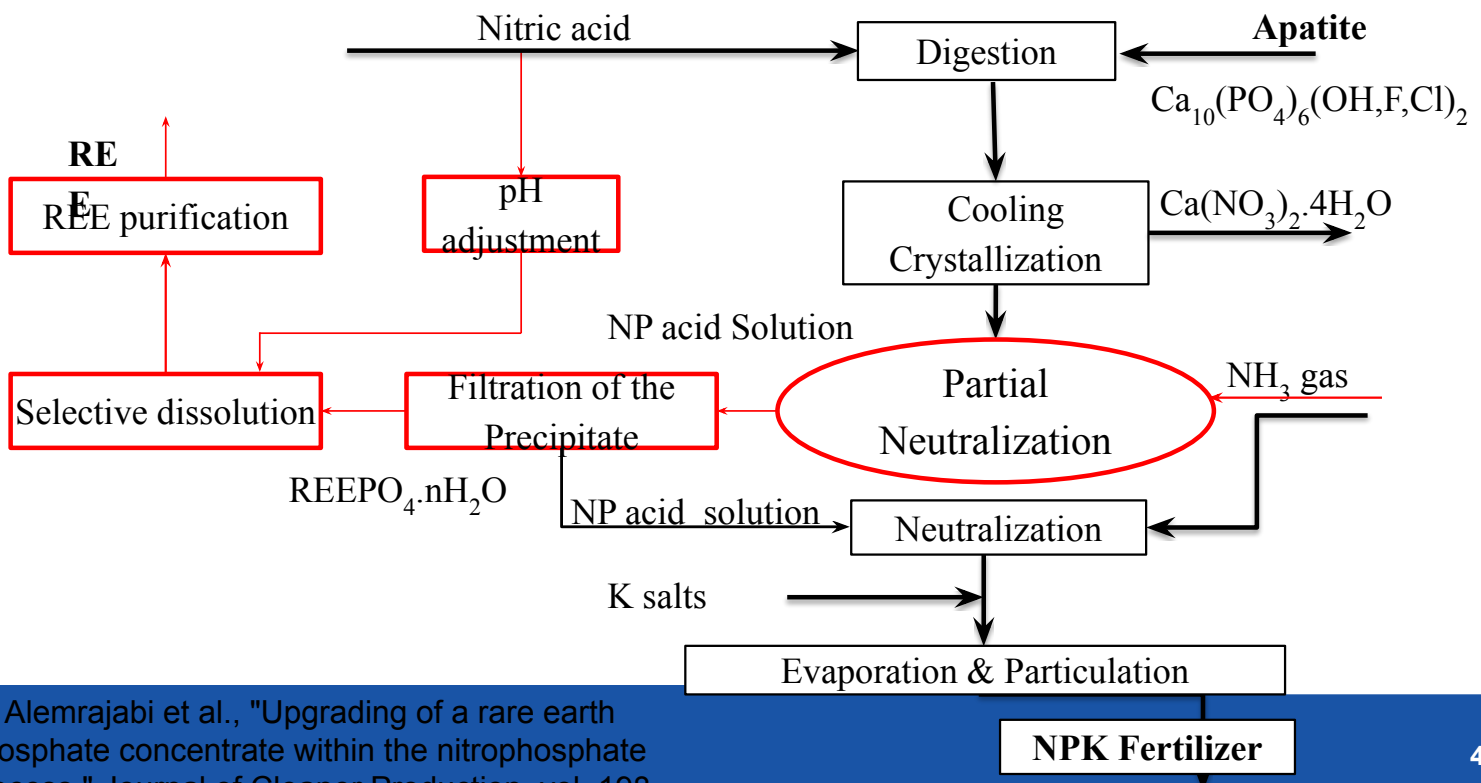 Nitric acid
Apatite
Digestion
Ca₁₀(PO₄)₆(OH,F,Cl)₂
RE
E
REE purification
pH
adjustment
Cooling
Crystallization
Ca(NO₃)₂.4H₂O
NP acid Solution
Selective dissolution
Filtration of the
Precipitate
Partial
Neutralization
NH₃ gas
REEPO₄.nH₂O
NP acid solution
Neutralization
K salts
Evaporation & Particulation
Alemrajabi et al., "Upgrading of a rare earth
osphate concentrate within the nitrophosphate
NPK Fertilizer
4